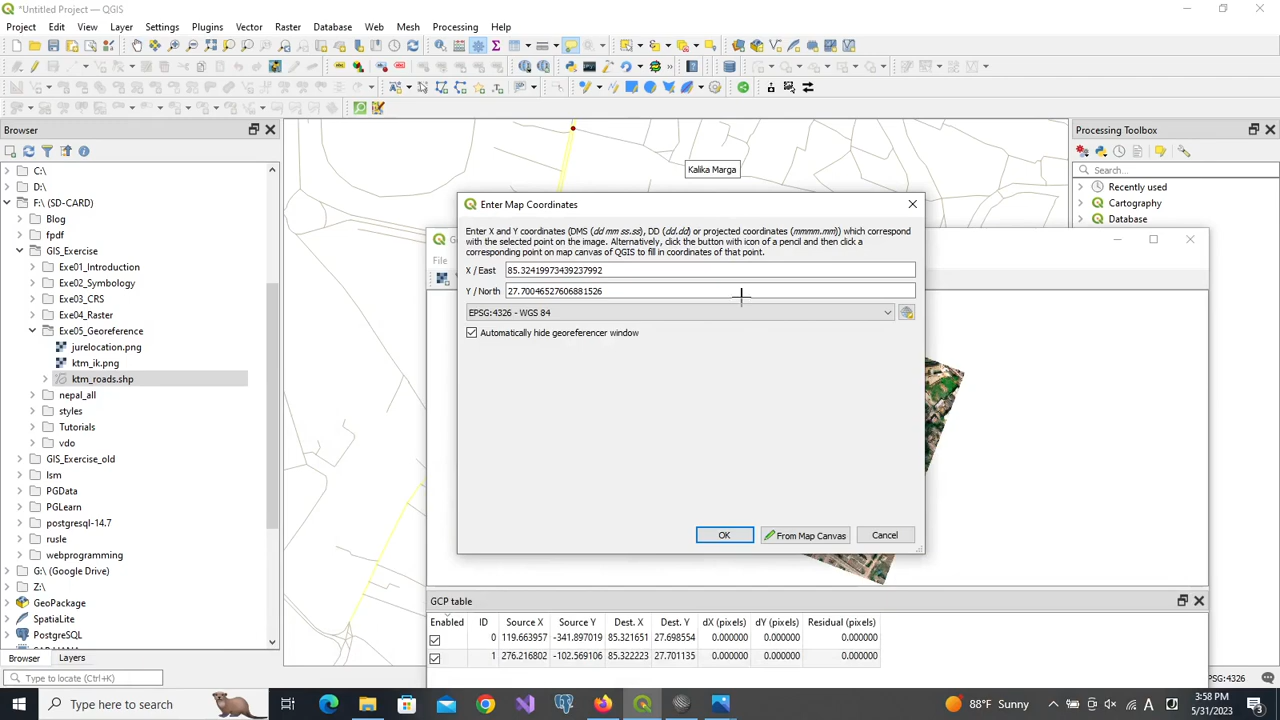 *Untitled Project — QGIS
Project Edit View Layer Settings Plugins Vector Raster Database Web Mesh Processing Help
Browser
C:\
D:\
F:\ (SD-CARD)
Blog
fpdf
GIS_Exercise
Exe01_Introduction
Exe02_Symbology
Exe03_CRS
Exe04_Raster
Exe05_Georeference
jurelocation.png
ktm_ik.png
ktm_roads.shp
nepal_all
styles
Tutorials
vdo
GIS_Exercise_old
lsm
PGData
PGLearn
postgresql-14.7
rusle
webprogramming
G:\ (Google Drive)
Z:\
GeoPackage
SpatiaLite
PostgreSQL
Browser Layers
Type to locate (Ctrl+K)
Kalika Marga
File
Enter Map Coordinates
Enter X and Y coordinates (DMS (dd mm ss.ss), DD (dd.dd) or projected coordinates (mmmm.mm)) which correspond
with the selected point on the image. Alternatively, click the button with icon of a pencil and then click a
corresponding point on map canvas of QGIS to fill in coordinates of that point.
X / East 85.32419973439237992
Y / North 27.70046527606881526
EPSG:4326 - WGS 84
Automatically hide georeferencer window
OK From Map Canvas Cancel
GCP table
Enabled ID Source X Source Y Dest. X Dest. Y dX (pixels) dY (pixels) Residual (pixels)
0 119.663957 -341.897019 85.321651 27.698554 0.000000 0.000000 0.000000
1 276.216802 -102.569106 85.322223 27.701135 0.000000 0.000000 0.000000
Processing Toolbox
Search...
Recently used
Cartography
Database
EPSG:4326
Type here to search
88°F Sunny
3:58 PM
5/31/2023
3